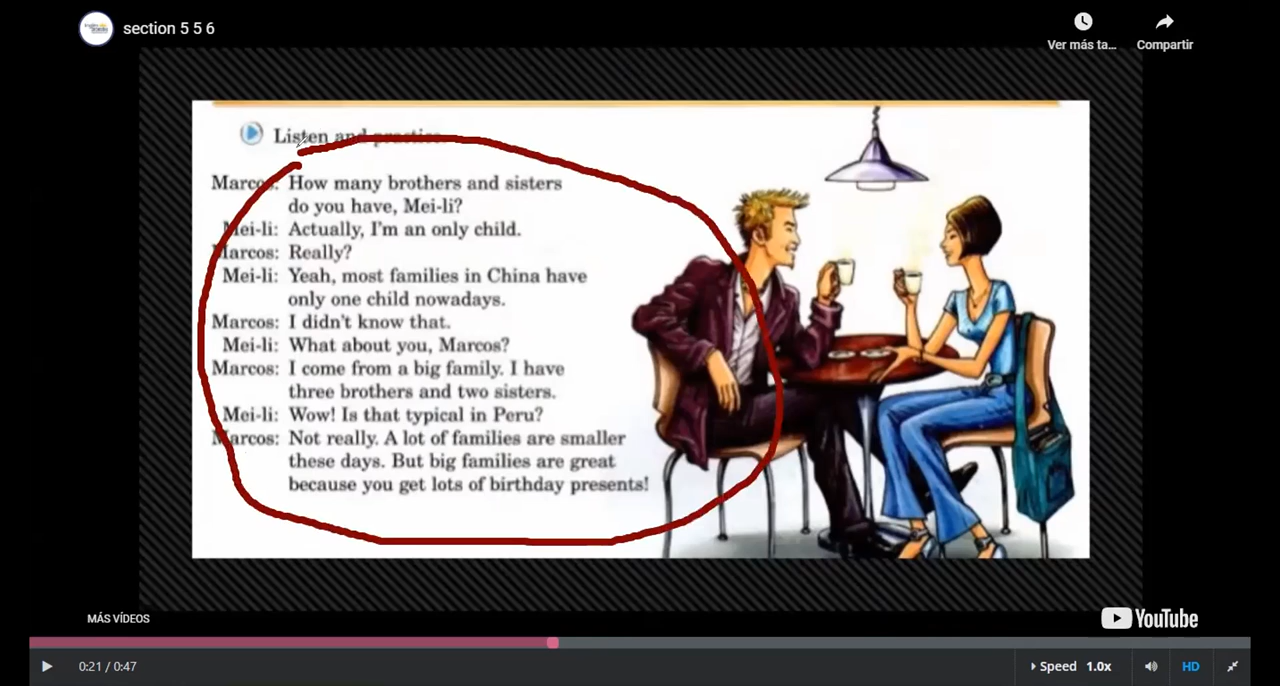 section 5 5 6
Ver más ta...
Compartir
Listen and practice.
Marcos: How many brothers and sisters
do you have, Mei-li?
Mei-li: Actually, I'm an only child.
Marcos: Really?
Mei-li: Yeah, most families in China have
only one child nowadays.
Marcos: I didn't know that.
Mei-li: What about you, Marcos?
Marcos: I come from a big family. I have
three brothers and two sisters.
Mei-li: Wow! Is that typical in Peru?
Marcos: Not really. A lot of families are smaller
these days. But big families are great
because you get lots of birthday presents!
MÁS VÍDEOS
YouTube
0:21 / 0:47
Speed 1.0x
HD